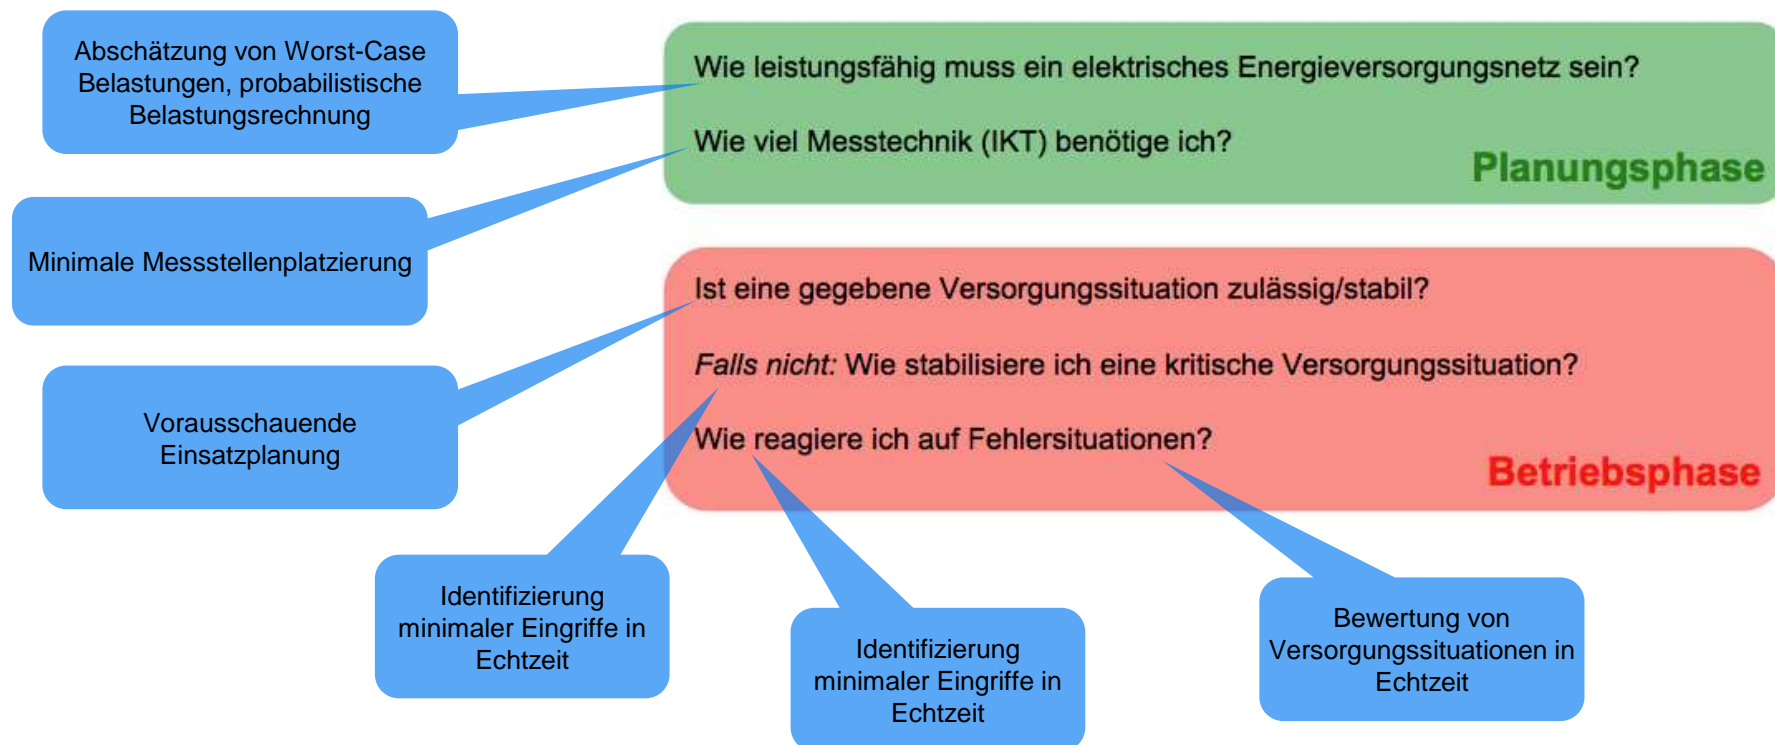 Abschätzung von Worst-Case
Belastungen, probabilistische
Belastungsrechnung
Wie leistungsfähig muss ein elektrisches Energieversorgungsnetz sein?
Wie viel Messtechnik (IKT) benötige ich?
Planungsphase
Minimale Messstellenplatzierung
Ist eine gegebene Versorgungssituation zulässig/stabil?
Falls nicht: Wie stabilisiere ich eine kritische Versorgungssituation?
Wie reagiere ich auf Fehlersituationen?
Betriebsphase
Vorausschauende
Einsatzplanung
Identifizierung
minimaler Eingriffe in
Echtzeit
Identifizierung
minimaler Eingriffe in
Echtzeit
Bewertung von
Versorgungssituationen in
Echtzeit